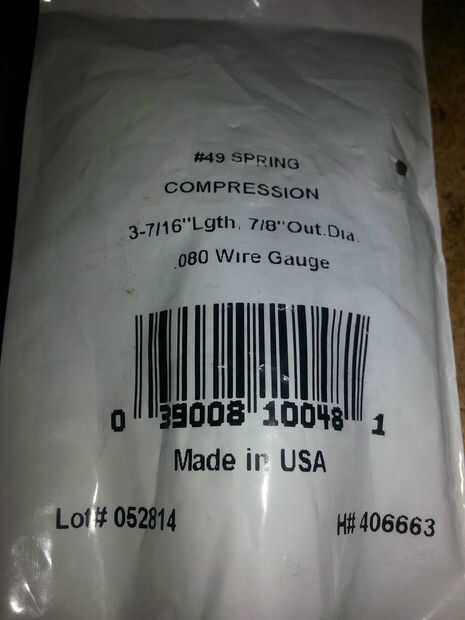 #49 SPRING
COMPRESSION
3-7/16"Lgth. 7/8"Out.Dia.
.080 Wire Gauge
0 39008 10048 1
Made in USA
Lot# 052814
H# 406663